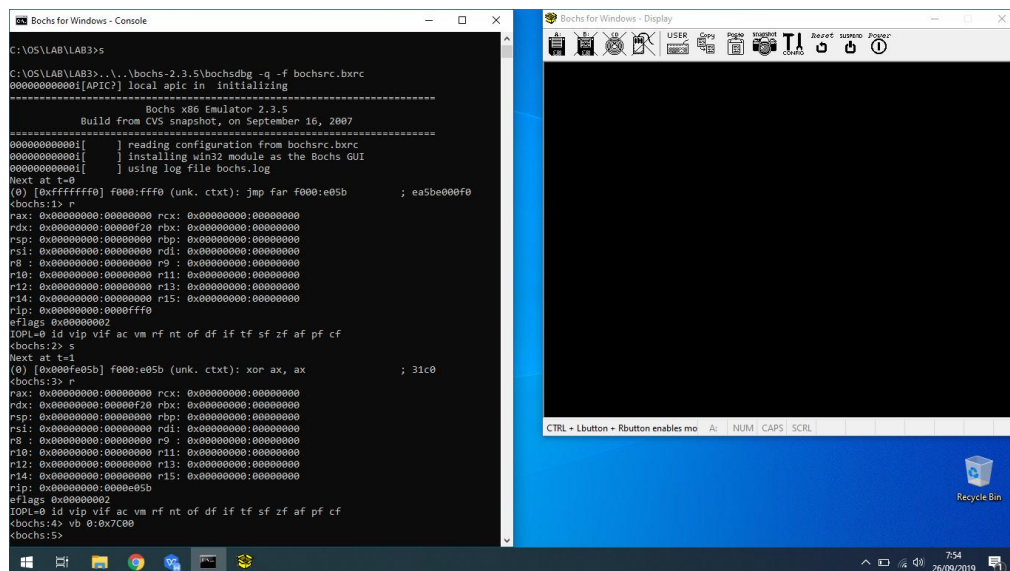 Bochs for Windows - Console
C:\OS\LAB\LAB3>s
C:\OS\LAB\LAB3>..\..\bochs-2.3.5\bochsdbg -q -f bochsrc.bxrc
00000000000i[APIC?] local apic in  initializing
========================================================================
Bochs x86 Emulator 2.3.5
Build from CVS snapshot, on September 16, 2007
========================================================================
00000000000i[     ] reading configuration from bochsrc.bxrc
00000000000i[     ] installing win32 module as the Bochs GUI
00000000000i[     ] using log file bochs.log
Next at t=0
(0) [0xfffffff0] f000:fff0 (unk. ctxt): jmp far f000:e05b          ; ea5be000f0
<bochs:1> r
rax: 0x00000000:00000000 rcx: 0x00000000:00000000
rdx: 0x00000000:00000f20 rbx: 0x00000000:00000000
rsp: 0x00000000:00000000 rbp: 0x00000000:00000000
rsi: 0x00000000:00000000 rdi: 0x00000000:00000000
r8 : 0x00000000:00000000 r9 : 0x00000000:00000000
r10: 0x00000000:00000000 r11: 0x00000000:00000000
r12: 0x00000000:00000000 r13: 0x00000000:00000000
r14: 0x00000000:00000000 r15: 0x00000000:00000000
rip: 0x00000000:0000fff0
eflags 0x00000002
IOPL=0 id vip vif ac vm rf nt of df if tf sf zf af pf cf
<bochs:2> s
Next at t=1
(0) [0x000fe05b] f000:e05b (unk. ctxt): xor ax, ax                ; 31c0
<bochs:3> r
rax: 0x00000000:00000000 rcx: 0x00000000:00000000
rdx: 0x00000000:00000f20 rbx: 0x00000000:00000000
rsp: 0x00000000:00000000 rbp: 0x00000000:00000000
rsi: 0x00000000:00000000 rdi: 0x00000000:00000000
r8 : 0x00000000:00000000 r9 : 0x00000000:00000000
r10: 0x00000000:00000000 r11: 0x00000000:00000000
r12: 0x00000000:00000000 r13: 0x00000000:00000000
r14: 0x00000000:00000000 r15: 0x00000000:00000000
rip: 0x00000000:0000e05b
eflags 0x00000002
IOPL=0 id vip vif ac vm rf nt of df if tf sf zf af pf cf
<bochs:4> vb 0:0x7C00
<bochs:5>
Bochs for Windows - Display
A: B: CD USER Copy Paste snapshot CONFIG Reset SUSPEND Power
CTRL + Lbutton + Rbutton enables mo A: NUM CAPS SCRL
Recycle Bin
7:54
26/09/2019